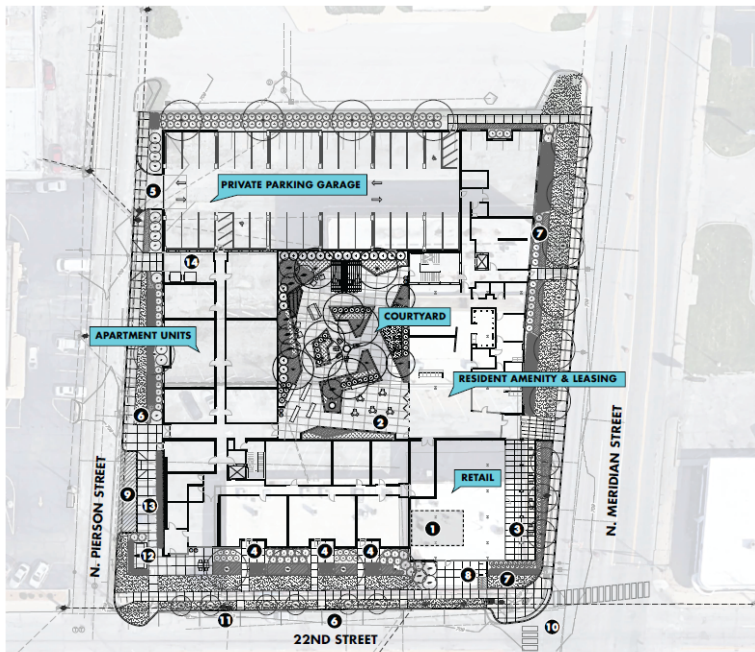 5
PRIVATE PARKING GARAGE
7
14
COURTYARD
APARTMENT UNITS
RESIDENT AMENITY & LEASING
6
2
N. MERIDIAN STREET
RETAIL
9
13
1
3
N. PIERSON STREET
12
4
4
4
8
7
11
6
10
22ND STREET